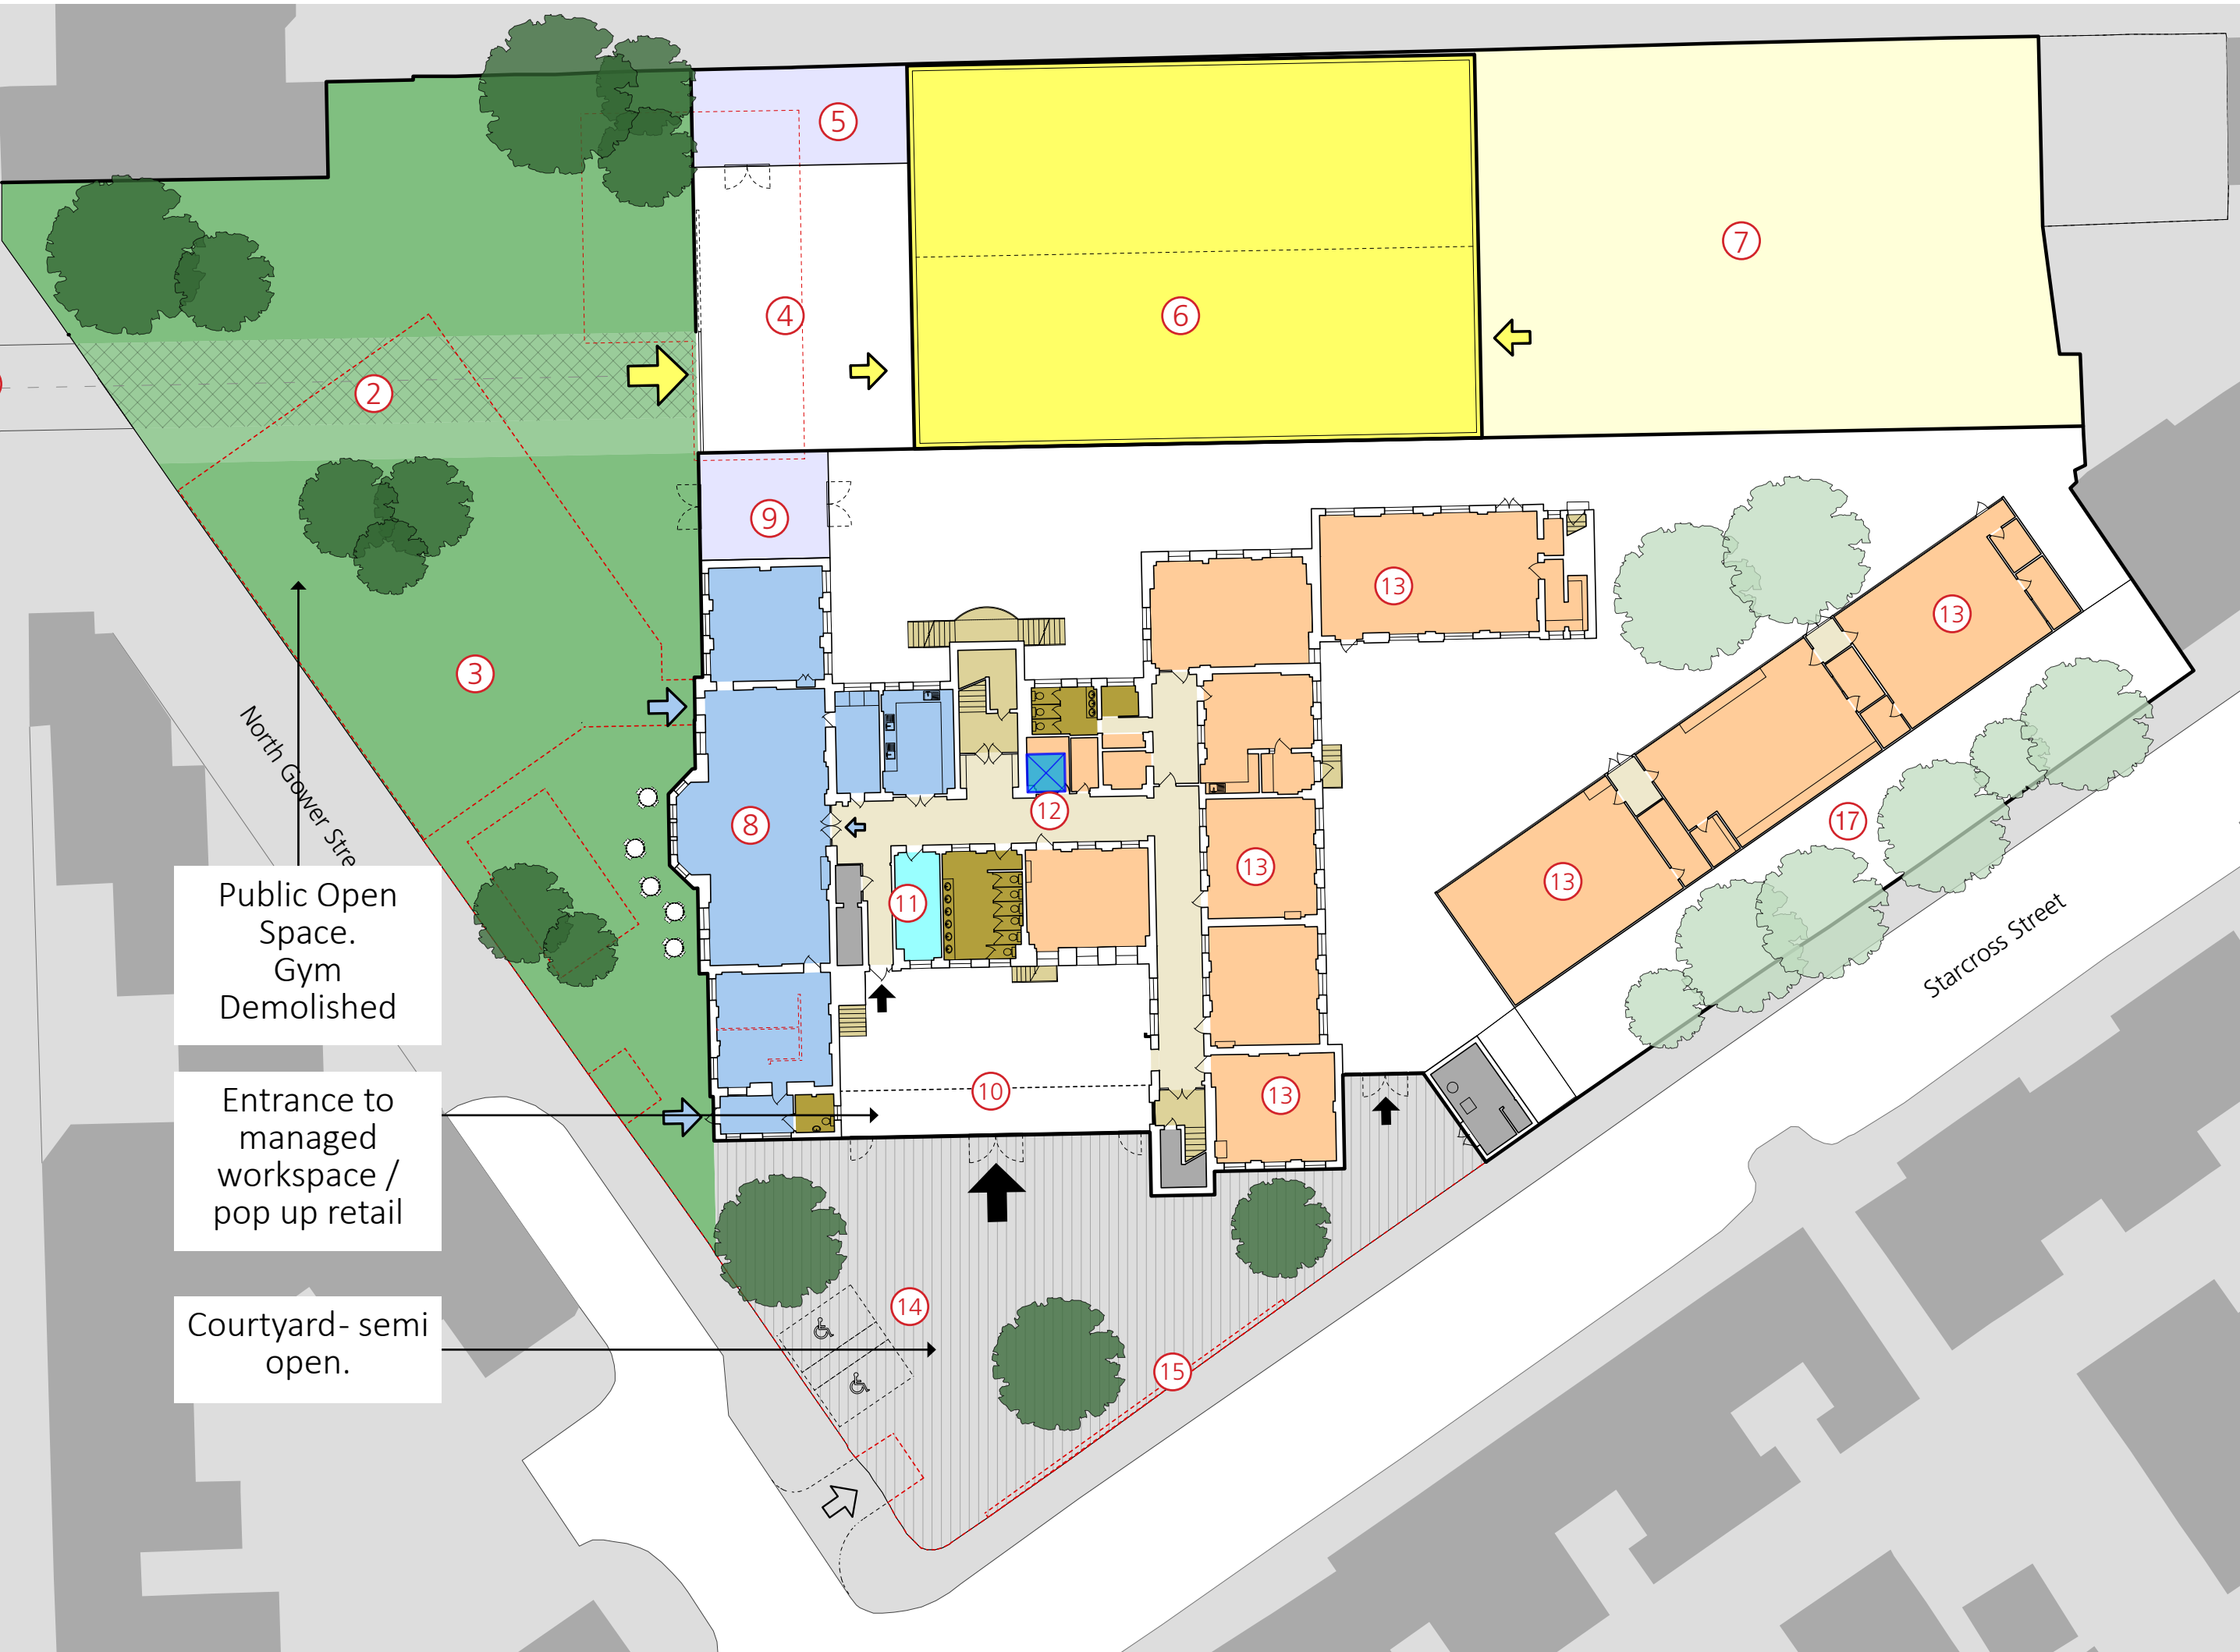 5
7
4
6
2
9
13
13
3
North Gower Stre
8
12
17
13
13
11
Public Open
Space.
Gym
Demolished
Starcross Street
10
13
Entrance to
managed
workspace /
pop up retail
14
Courtyard- semi
open.
15